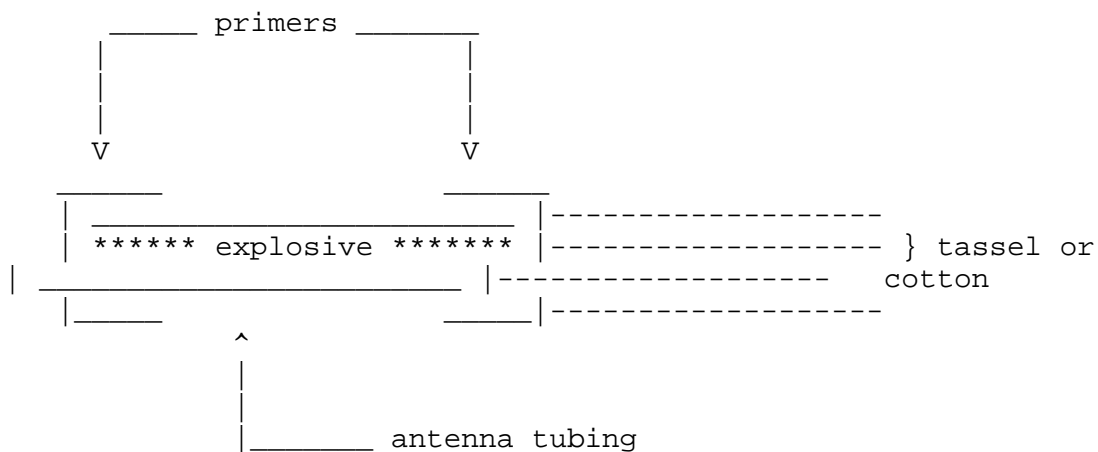 primers
****** explosive *******
} tassel or
cotton
antenna tubing